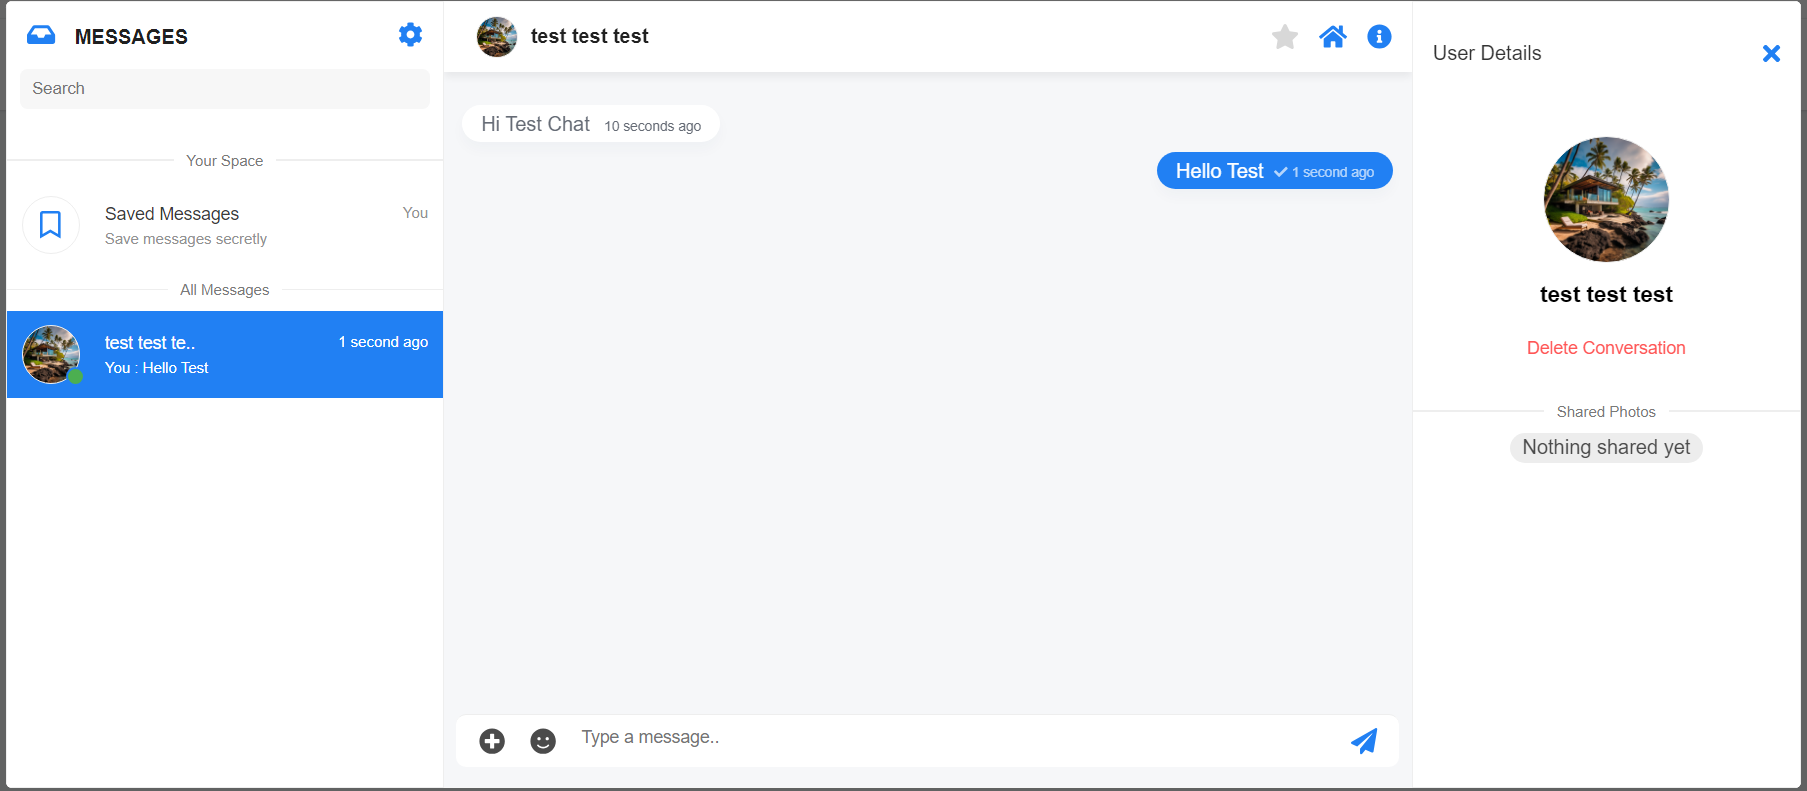 MESSAGES
Search
Your Space
Saved Messages
You
Save messages secretly
All Messages
test test te..
1 second ago
You : Hello Test
test test test
Hi Test Chat 10 seconds ago
Hello Test 1 second ago
Type a message..
User Details
test test test
Delete Conversation
Shared Photos
Nothing shared yet